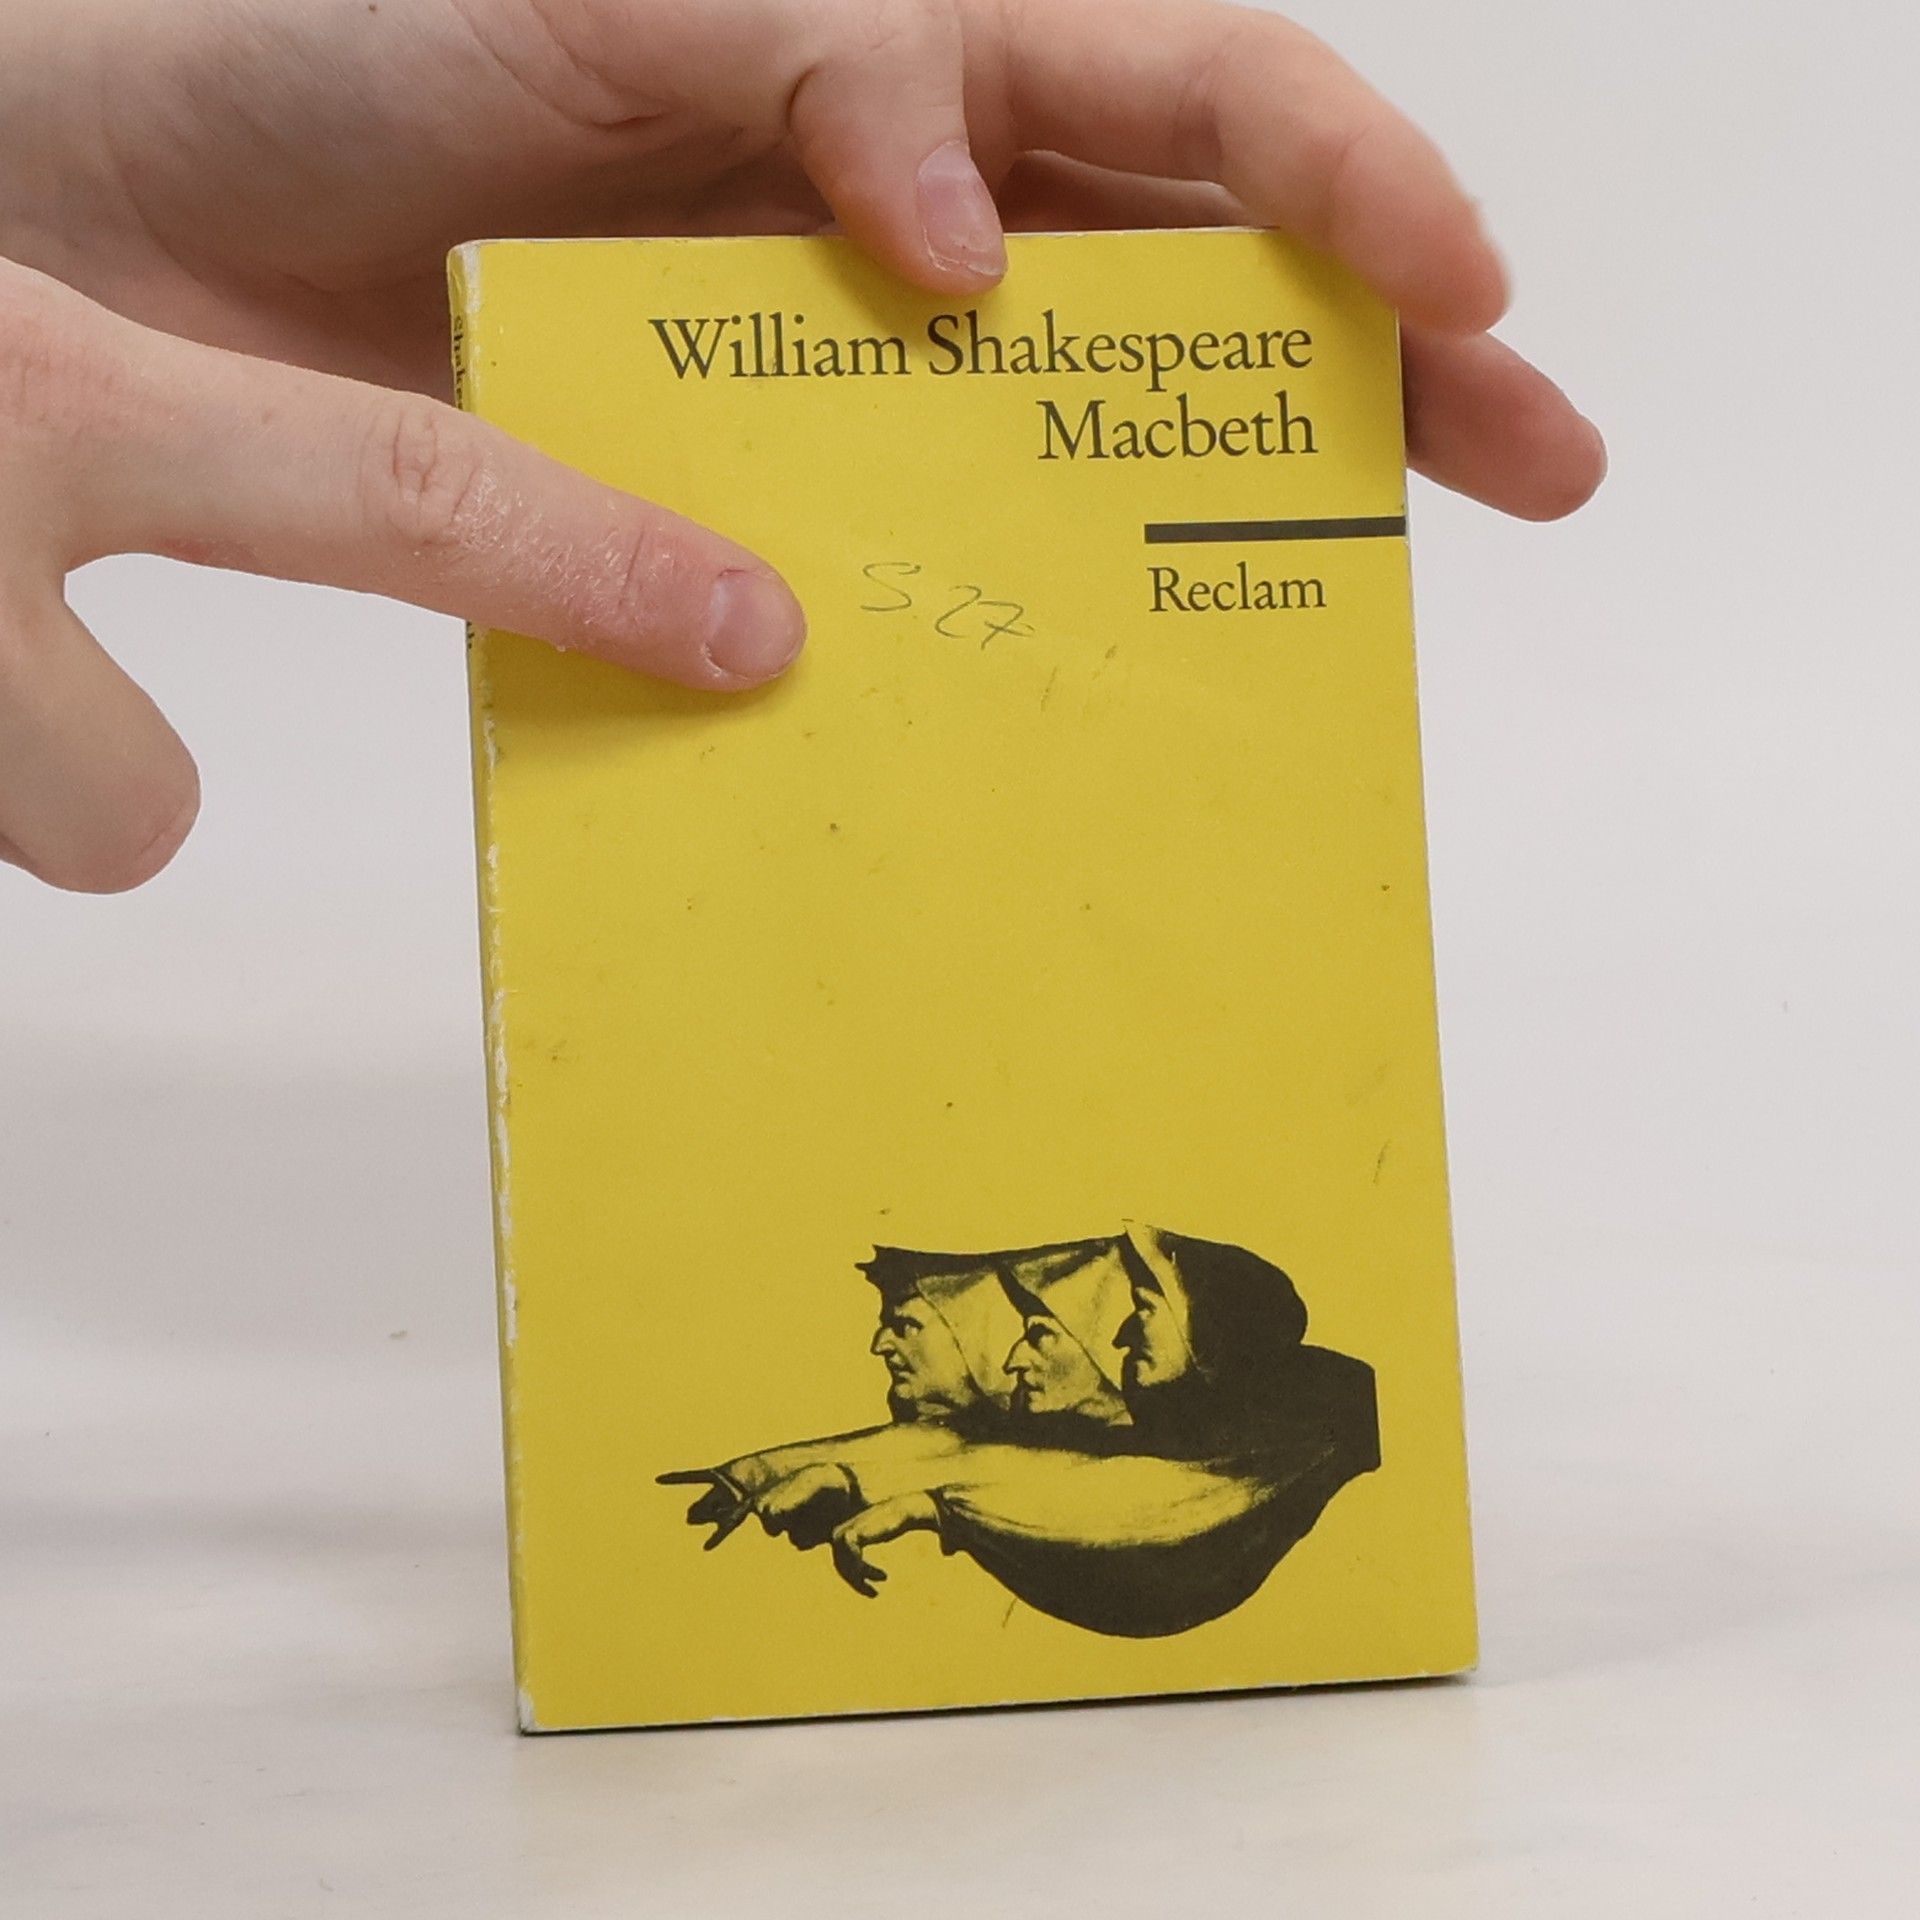 William Shakespeare
Macbeth
Reclam
S. 27